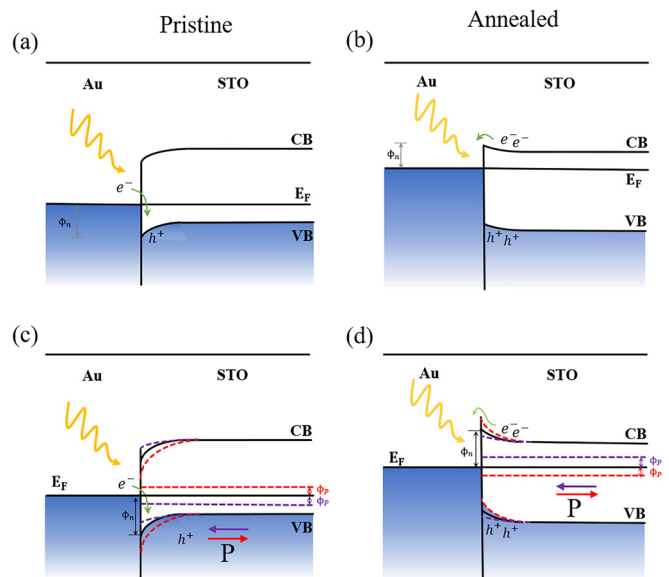 Pristine
Annealed
(a)
Au
STO
CB
e⁻
E_F
ϕ_n
h⁺
VB
(b)
Au
STO
e⁻e⁻
CB
ϕ_n
E_F
h⁺h⁺
VB
(c)
Au
STO
CB
E_F
e⁻
ϕ_p
ϕ_p
ϕ_n
h⁺
P
VB
(d)
Au
STO
e⁻e⁻
CB
ϕ_n
E_F
ϕ_p
ϕ_p
P
h⁺h⁺
VB